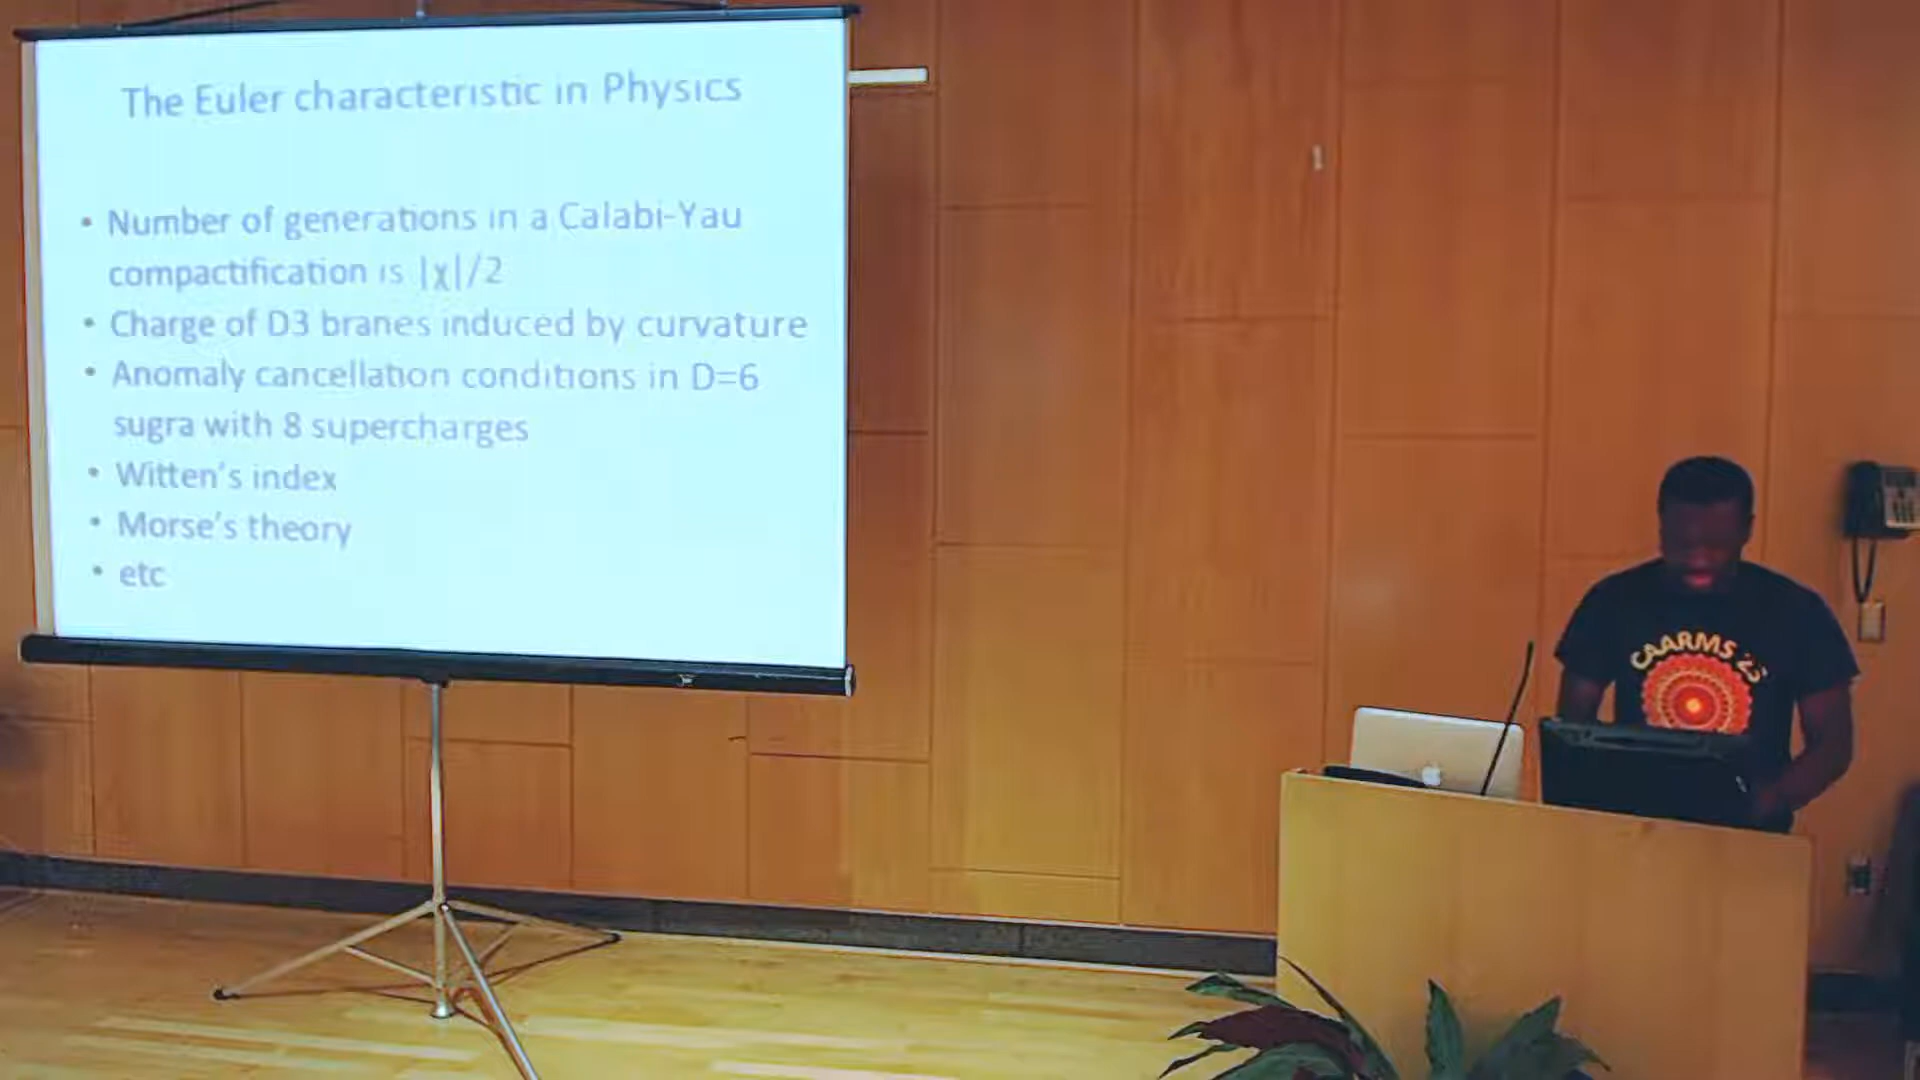 The Euler characteristic in Physics
• Number of generations in a Calabi-Yau
compactification is |χ|/2
• Charge of D3 branes induced by curvature
• Anomaly cancellation conditions in D=6
sugra with 8 supercharges
• Witten's index
• Morse's theory
• etc
CAARMS